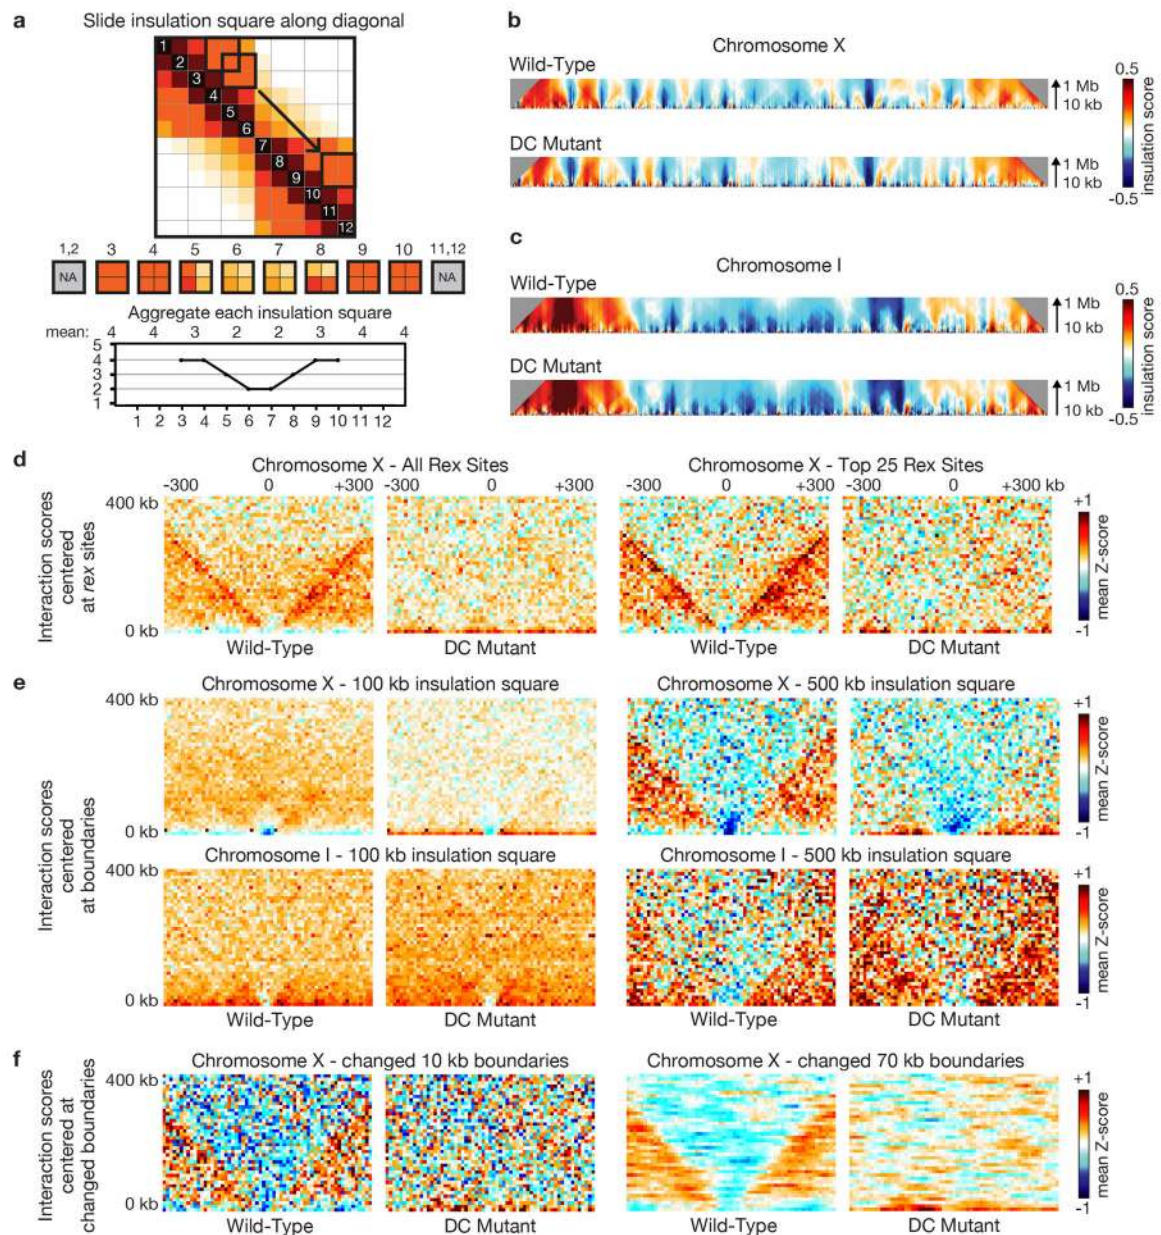 a
Slide insulation square along diagonal
1
2
3
4
5
6
7
8
9
10
11
12
1,2 3 4 5 6 7 8 9 10 11,12
NA NA
Aggregate each insulation square
mean: 4 4 3 2 2 3 4 4
5
4
3
2
1
1 2 3 4 5 6 7 8 9 10 11 12
b
Chromosome X
Wild-Type
1 Mb
10 kb
DC Mutant
1 Mb
10 kb
0.5
insulation score
-0.5
c
Chromosome I
Wild-Type
1 Mb
10 kb
DC Mutant
1 Mb
10 kb
0.5
insulation score
-0.5
d
Chromosome X - All Rex Sites Chromosome X - Top 25 Rex Sites
-300 0 +300 -300 0 +300 -300 0 +300 -300 0 +300 kb
400 kb
0 kb
Interaction scores
centered
at rex sites
Wild-Type DC Mutant Wild-Type DC Mutant
+1
mean Z-score
-1
e
Chromosome X - 100 kb insulation square Chromosome X - 500 kb insulation square
400 kb
0 kb
+1
mean Z-score
-1
Interaction scores
centered
at boundaries
Chromosome I - 100 kb insulation square Chromosome I - 500 kb insulation square
400 kb
0 kb
Wild-Type DC Mutant Wild-Type DC Mutant
+1
mean Z-score
-1
f
Chromosome X - changed 10 kb boundaries Chromosome X - changed 70 kb boundaries
400 kb
0 kb
Interaction scores
centered at
changed boundaries
Wild-Type DC Mutant Wild-Type DC Mutant
+1
mean Z-score
-1